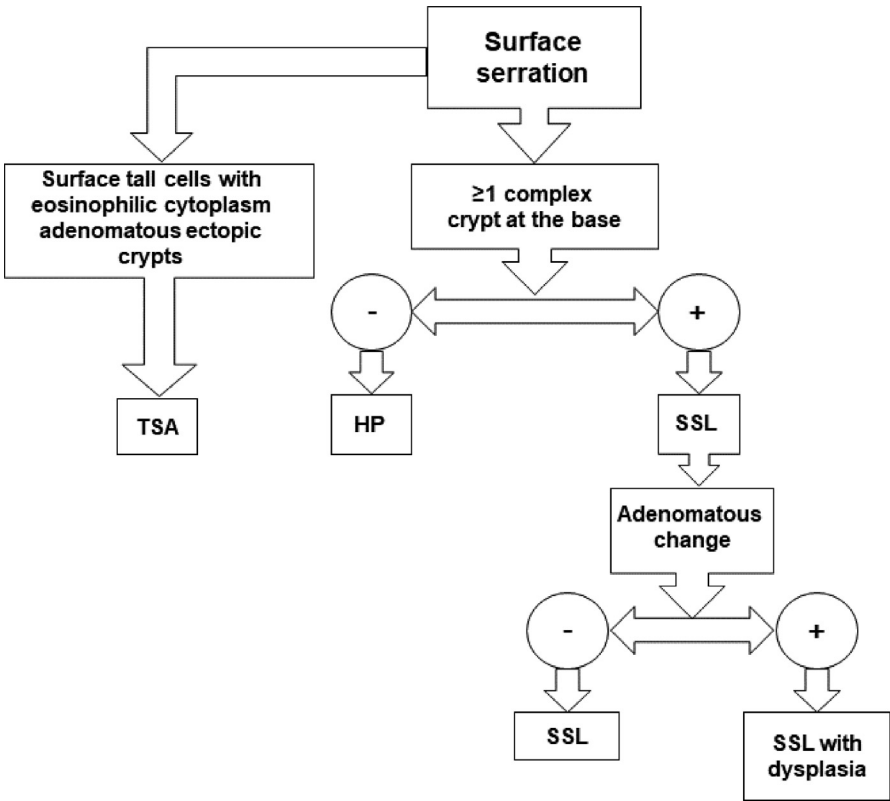 Surface
serration
Surface tall cells with
eosinophilic cytoplasm
adenomatous ectopic
crypts
≥1 complex
crypt at the base
-
+
TSA
HP
SSL
Adenomatous
change
-
+
SSL
SSL with
dysplasia